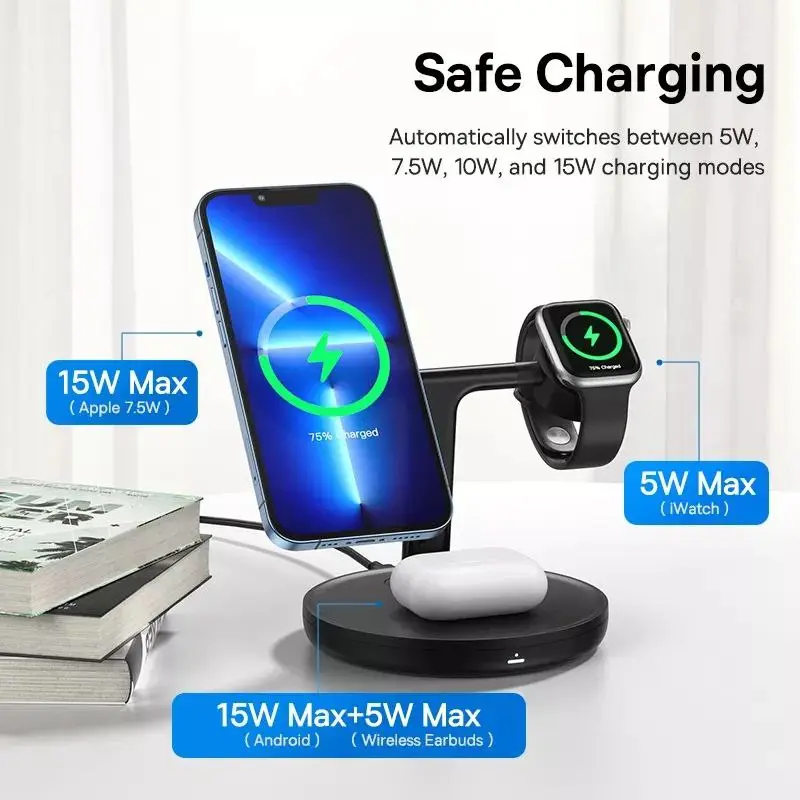 Safe Charging
Automatically switches between 5W,
7.5W, 10W, and 15W charging modes
15W Max
( Apple 7.5W )
75% Charged
75% Charged
5W Max
( iWatch )
15W Max+5W Max
( Android ) ( Wireless Earbuds )